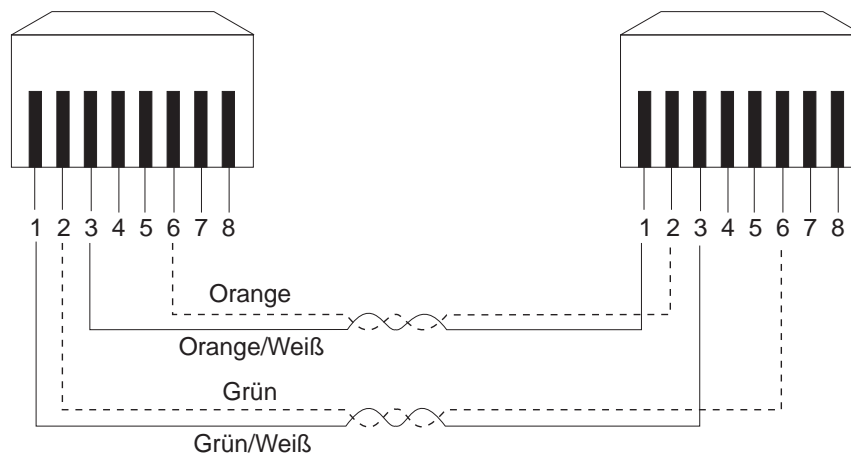 1 2 3 4 5 6 7 8
1 2 3 4 5 6 7 8
Orange
Orange/Weiß
Grün
Grün/Weiß